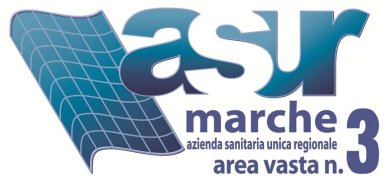 asur
marche
azienda sanitaria unica regionale
area vasta n. 3